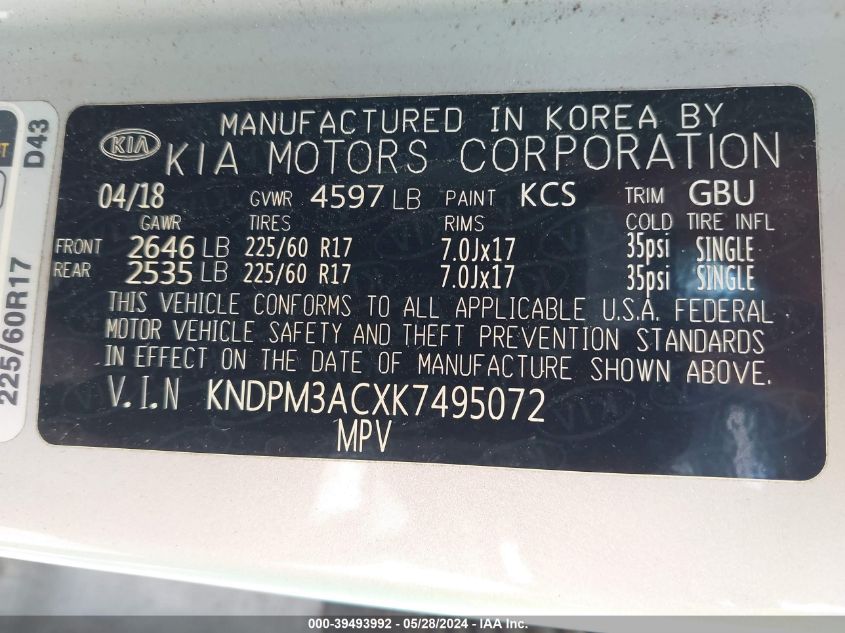 MANUFACTURED IN KOREA BY
KIA KIA MOTORS CORPORATION
04/18 GVWR 4597 LB PAINT KCS TRIM GBU
GAWR TIRES RIMS COLD TIRE INFL
FRONT 2646 LB 225/60 R17 7.0Jx17 35psi SINGLE
REAR 2535 LB 225/60 R17 7.0Jx17 35psi SINGLE
THIS VEHICLE CONFORMS TO ALL APPLICABLE U.S.A. FEDERAL
MOTOR VEHICLE SAFETY AND THEFT PREVENTION STANDARDS
IN EFFECT ON THE DATE OF MANUFACTURE SHOWN ABOVE.
V.I.N KNDPM3ACXK7495072
MPV
D43
225/60R17
000-39493992 - 05/28/2024 - IAA Inc.